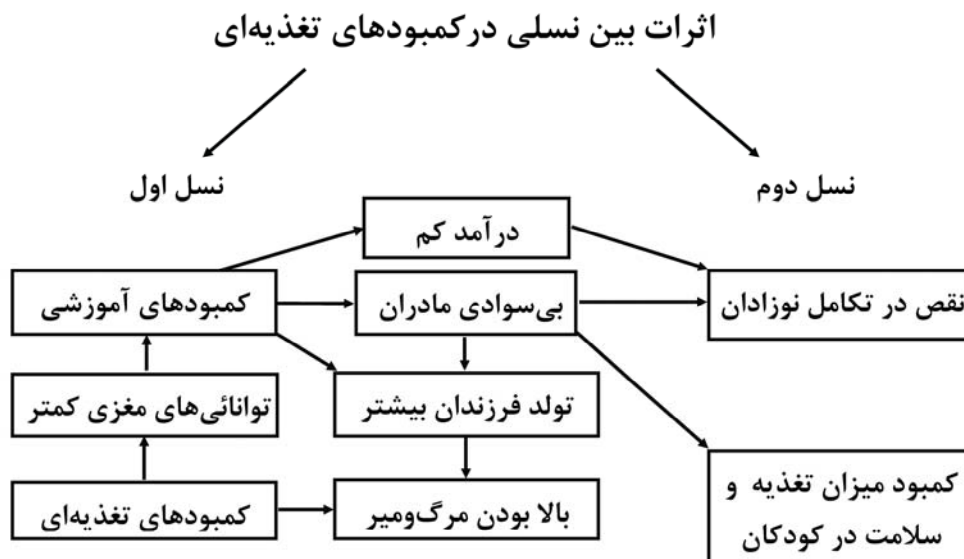 اثرات بین نسلی در کمبودهای تغذیه‌ای
نسل دوم
نسل اول
درآمد کم
نقص در تکامل نوزادان
بی‌سوادی مادران
کمبودهای آموزشی
تولد فرزندان بیشتر
توانائی‌های مغزی کمتر
کمبود میزان تغذیه و
سلامت در کودکان
بالا بودن مرگ‌ومیر
کمبودهای تغذیه‌ای